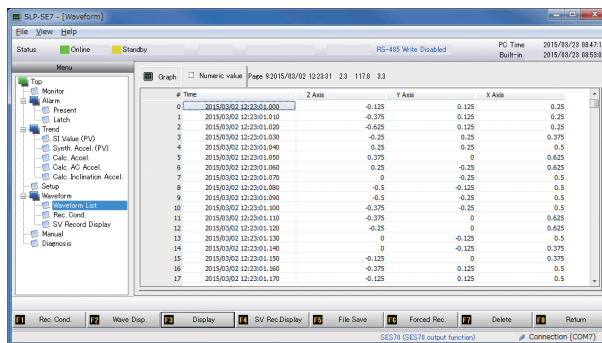 SLP-SE7 - [Waveform]
File View Help
Status Online Standby RS-485 Write Disabled PC Time 2015/03/23 08:47:1
Built-in 2015/03/23 08:53:0
Menu
Top
Monitor
Alarm
Present
Latch
Trend
SI Value (PV)
Synth. Accel. (PV)
Calc. Accel.
Calc. AC Accel.
Calc. Inclination Accel.
Setup
Waveform
Waveform List
Rec. Cond.
SV Record Display
Manual
Diagnosis
Graph Numeric value Page 9:2015/03/02 12:23:31 2.3 117.8 3.3
# Time Z Axis Y Axis X Axis
0 2015/03/02 12:23:01.000 -0.125 0.125 0.25
1 2015/03/02 12:23:01.010 -0.375 0.125 0.25
2 2015/03/02 12:23:01.020 -0.625 0.125 0.25
3 2015/03/02 12:23:01.030 -0.25 0.25 0.375
4 2015/03/02 12:23:01.040 0.25 0.25 0.5
5 2015/03/02 12:23:01.050 0.375 0 0.625
6 2015/03/02 12:23:01.060 0.25 -0.25 0.625
7 2015/03/02 12:23:01.070 0 -0.25 0.625
8 2015/03/02 12:23:01.080 -0.5 -0.125 0.5
9 2015/03/02 12:23:01.090 -0.5 -0.25 0.5
10 2015/03/02 12:23:01.100 -0.375 -0.25 0.5
11 2015/03/02 12:23:01.110 -0.375 0 0.625
12 2015/03/02 12:23:01.120 -0.25 0 0.625
13 2015/03/02 12:23:01.130 0 -0.125 0.5
14 2015/03/02 12:23:01.140 0 -0.125 0.375
15 2015/03/02 12:23:01.150 -0.125 0 0.375
16 2015/03/02 12:23:01.160 -0.375 0.125 0.5
17 2015/03/02 12:23:01.170 -0.125 0.125 0.5
F1 Rec. Cond. F2 Wave Disp. F3 Display F4 SV Rec.Display F5 File Save F6 Forced Rec. F7 Delete F8 Return
SES70 (SES70 output function) Connection (COM7)